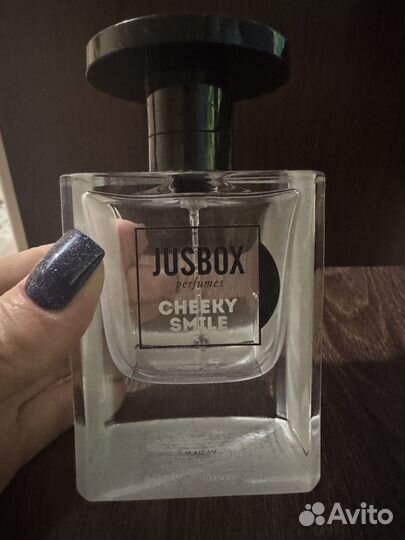 JUSBOX
perfumes
CHEEKY
SMILE
Avito